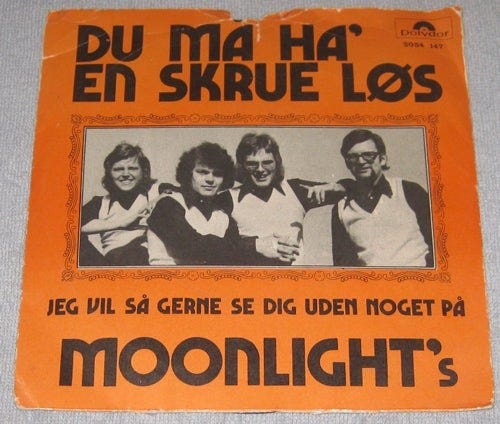 DU MA HA'
EN SKRUE LØS
Polydor
2054 147
JEG VIL SÅ GERNE SE DIG UDEN NOGET PÅ
MOONLIGHT's